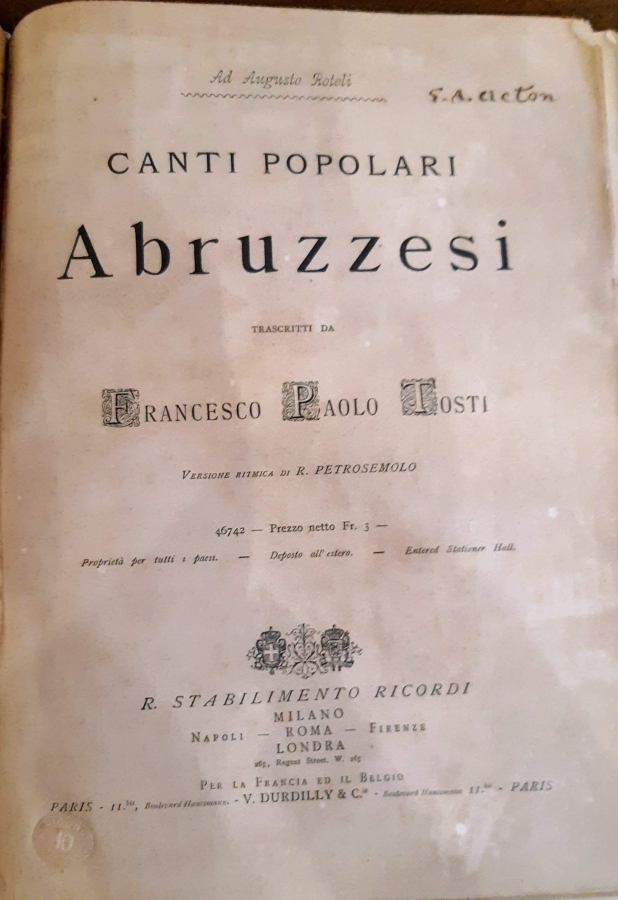 Ad Augusto Rotoli
G. A. Acton
CANTI POPOLARI
Abruzzesi
TRASCRITTI DA
FRANCESCO PAOLO TOSTI
VERSIONE RITMICA DI R. PETROSEMOLO
46742 — Prezzo netto Fr. 3 —
Proprietà per tutti i paesi. — Deposto all'estero. — Entered Stationer Hall.
R. STABILIMENTO RICORDI
MILANO
NAPOLI — ROMA — FIRENZE
LONDRA
265, Regent Street. W. 265
PER LA FRANCIA ED IL BELGIO
PARIS - 11.bis, Boulevard Haussmann. - V. DURDILLY & C.ie - Boulevard Haussmann 11.bis - PARIS
10